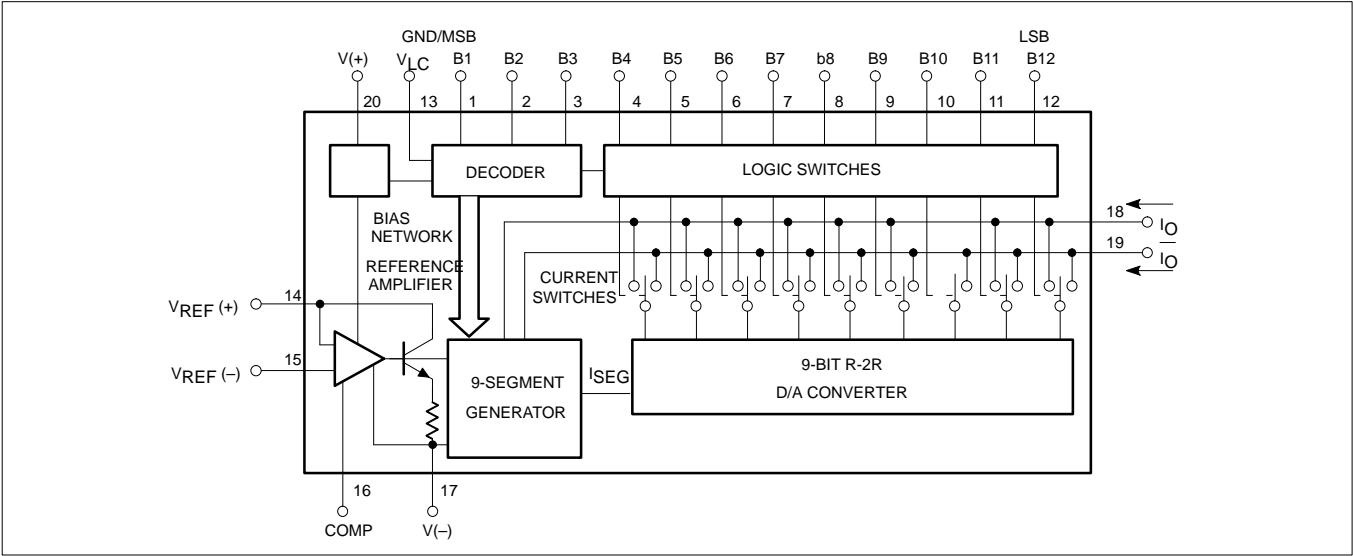 GND/MSB LSB
V(+) VLC B1 B2 B3 B4 B5 B6 B7 b8 B9 B10 B11 B12
20 13 1 2 3 4 5 6 7 8 9 10 11 12
DECODER LOGIC SWITCHES
BIAS
NETWORK
18 IO
19 IO
REFERENCE
AMPLIFIER
CURRENT
SWITCHES
VREF (+) 14
VREF (–) 15
9-SEGMENT
GENERATOR
ISEG
9-BIT R-2R
D/A CONVERTER
16 17
COMP V(–)